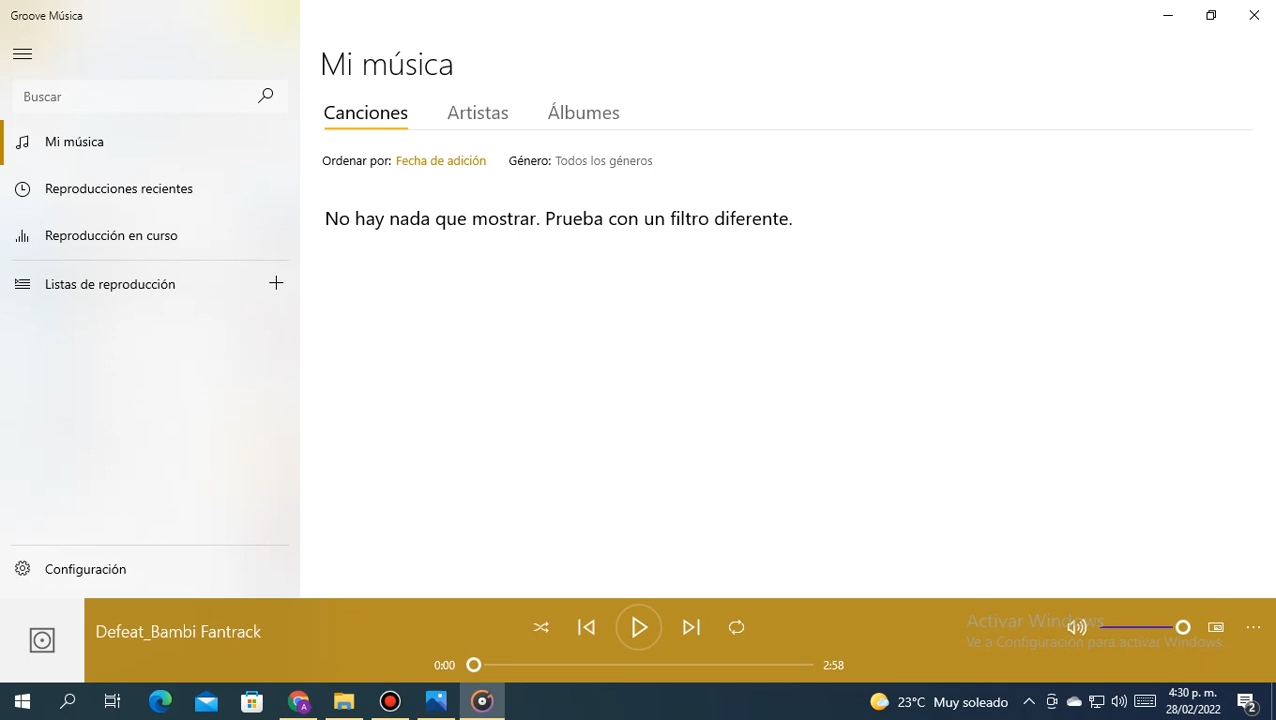 Groove Música
Buscar
Mi música
Reproducciones recientes
Reproducción en curso
Listas de reproducción
Configuración
Mi música
Canciones Artistas Álbumes
Ordenar por: Fecha de adición Género: Todos los géneros
No hay nada que mostrar. Prueba con un filtro diferente.
Defeat_Bambi Fantrack
0:00 2:58
Activar Windows
Ve a Configuración para activar Windows.
A
23°C Muy soleado
4:30 p. m.
28/02/2022
2